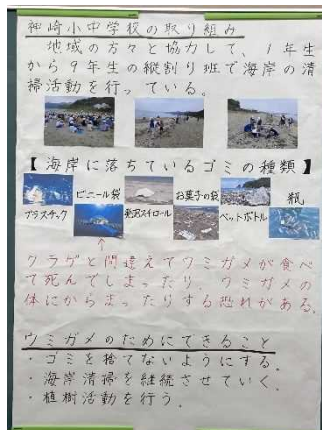 神崎小中学校の取り組み
地域の方々と協力して、1年生
から9年生の縦割り班で海岸の清
掃活動を行っている。
【海岸に落ちているゴミの種類】
ビニール袋 お菓子の袋 瓶
プラスチック 発泡スチロール ペットボトル
クラゲと間違えてウミガメが食べ
て死んでしまったり、ウミガメの
体にからまったりする恐れがある。
ウミガメのためにできること
・ゴミを捨てないようにする。
・海岸清掃を継続させていく。
・植樹活動を行う。